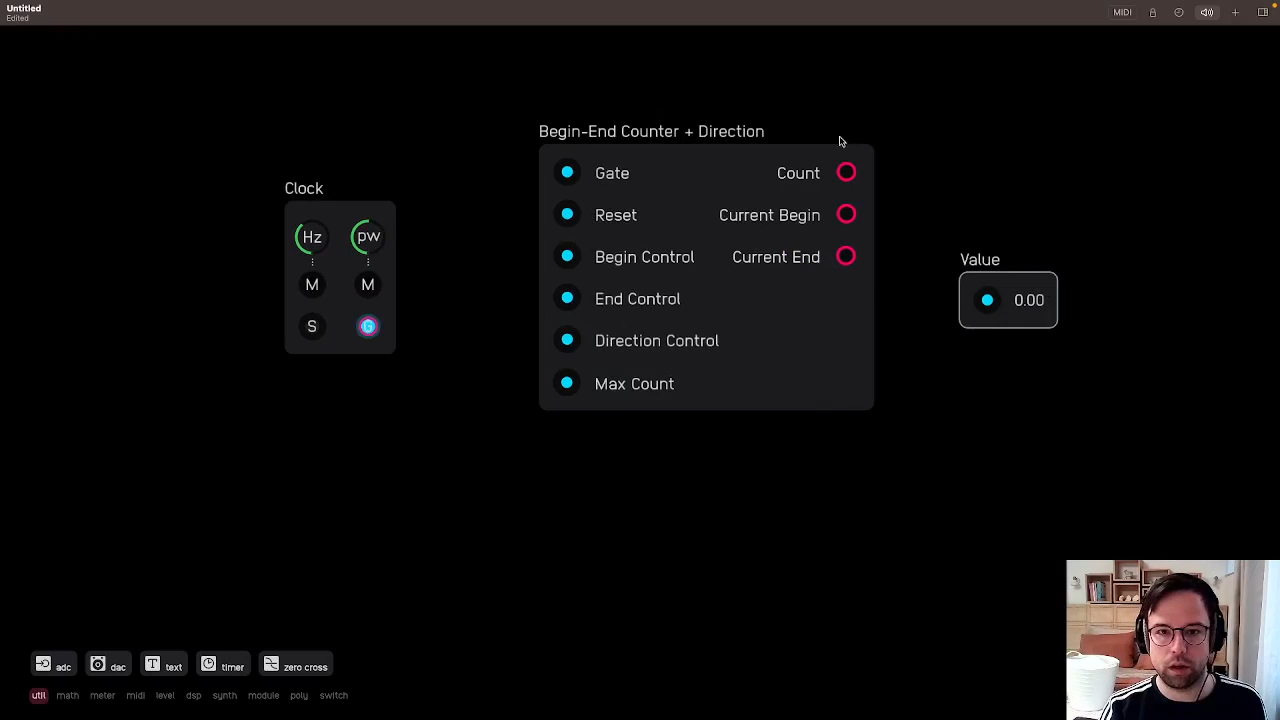 Untitled
Edited
MIDI
Begin-End Counter + Direction
Gate
Count
Reset
Current Begin
Begin Control
Current End
End Control
Direction Control
Max Count
Clock
Hz
pw
M
M
S
G
Value
0.00
adc
dac
T text
timer
zero cross
util
math
meter
midi
level
dsp
synth
module
poly
switch